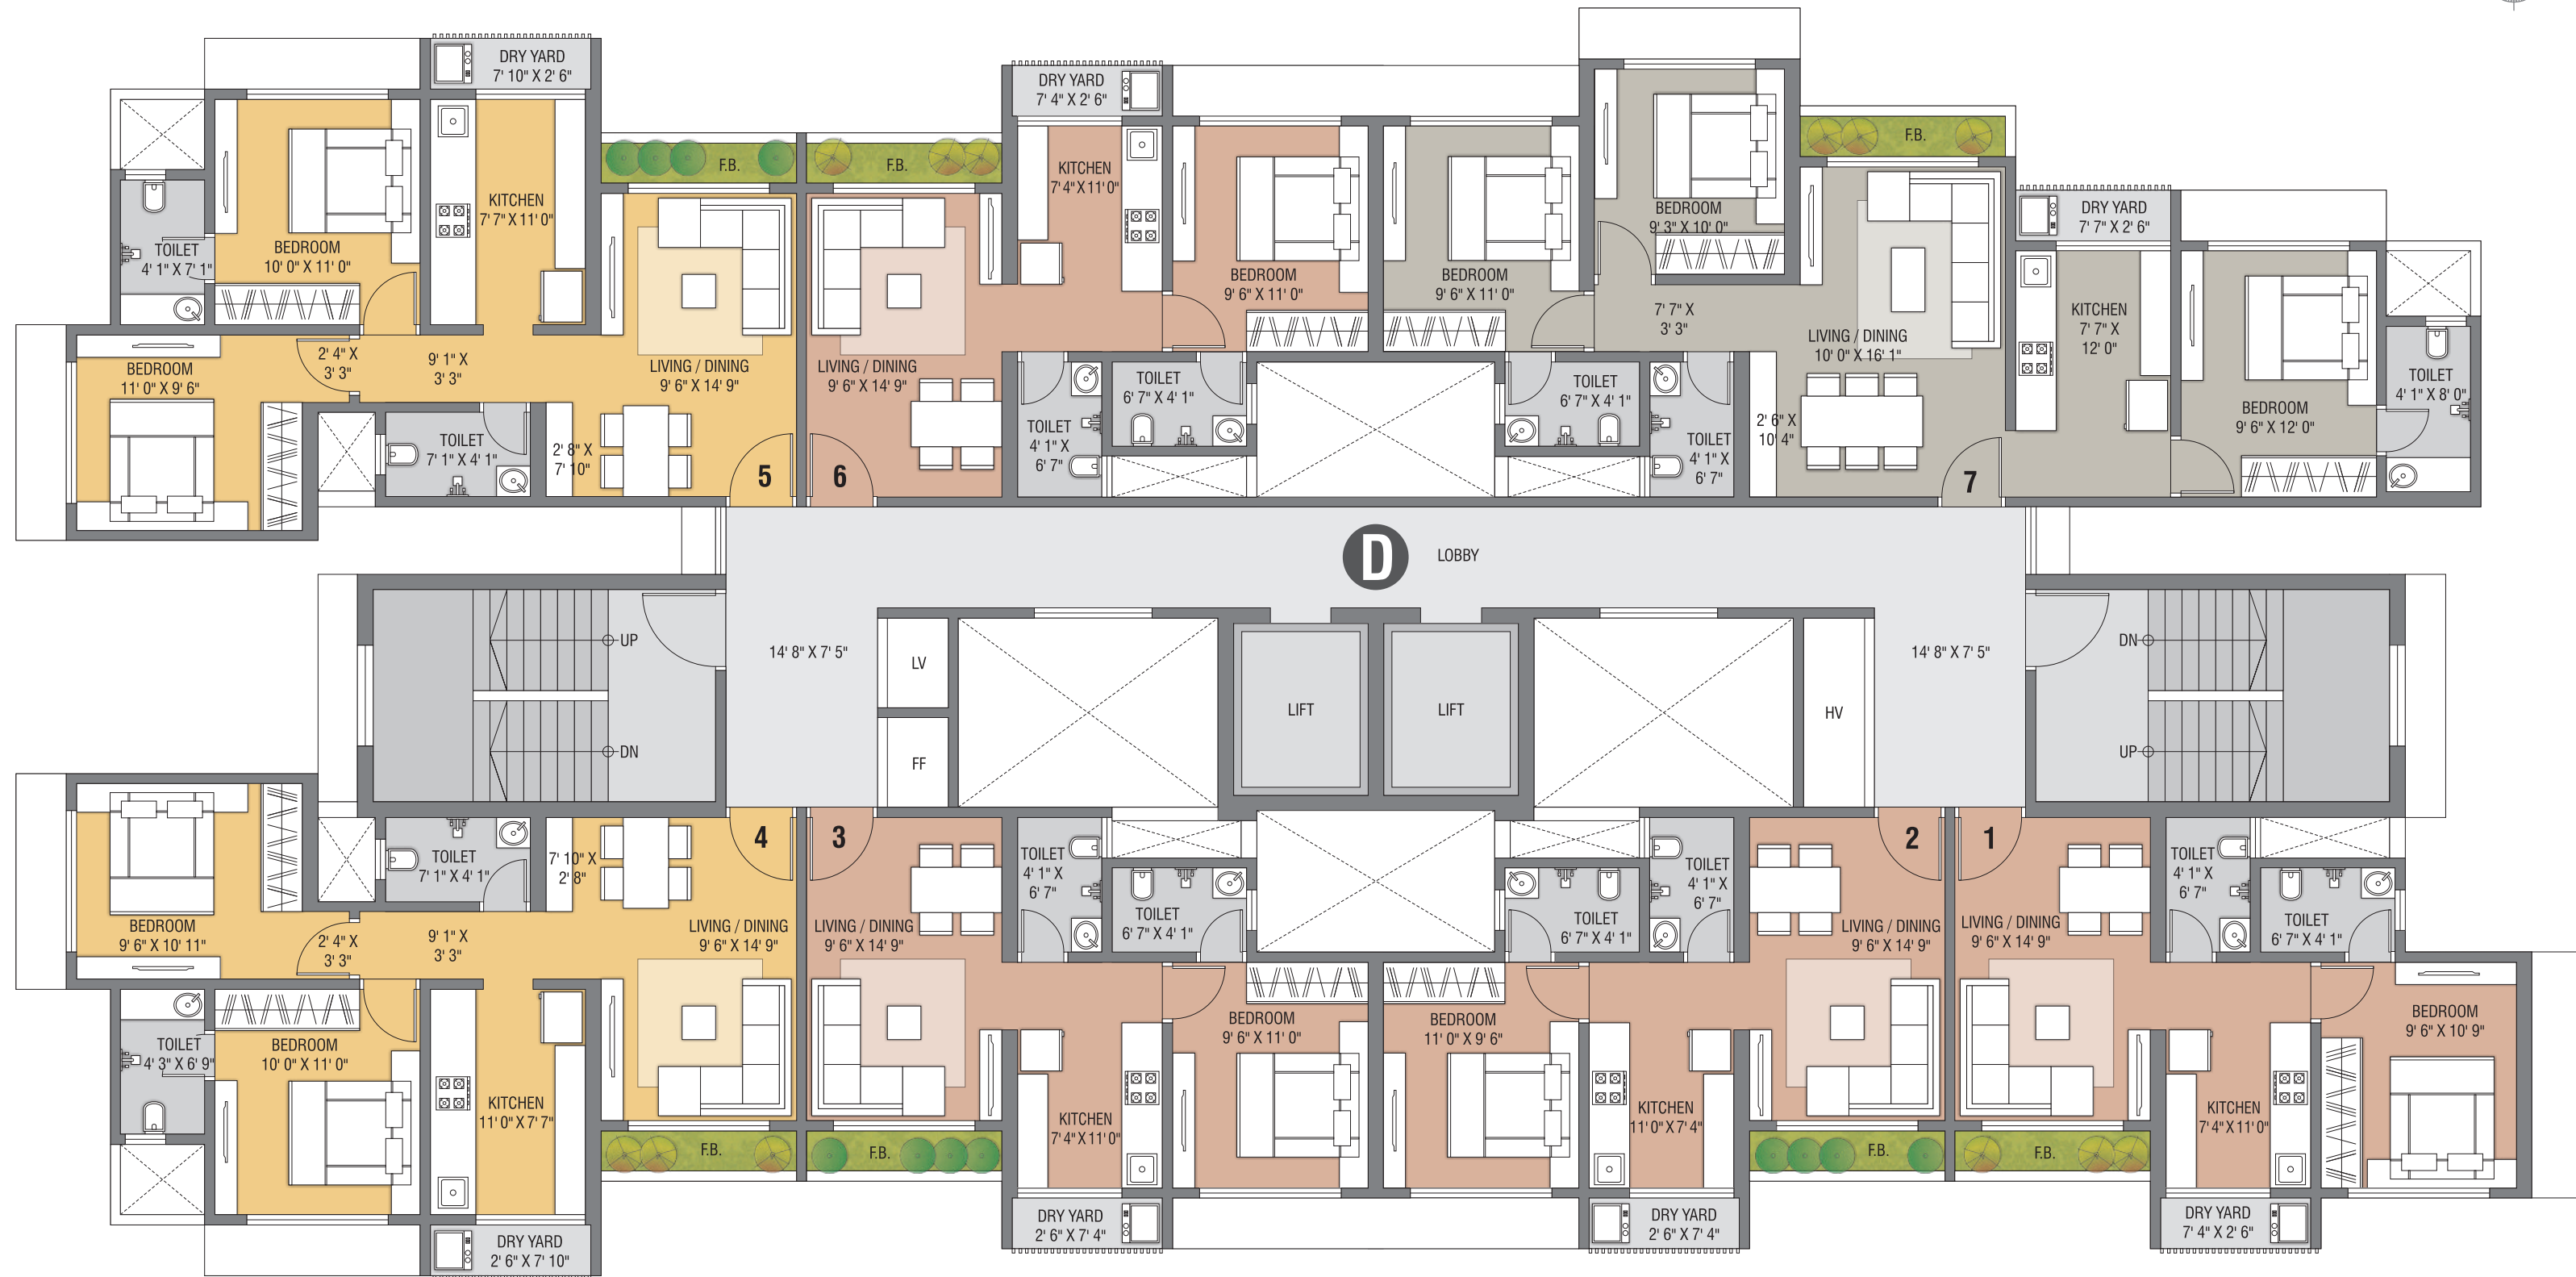 DRY YARD
7' 10" X 2' 6"
KITCHEN
7' 7" X 11' 0"
BEDROOM
10' 0" X 11' 0"
TOILET
4' 1" X 7' 1"
BEDROOM
11' 0" X 9' 6"
2' 4" X
3' 3"
9' 1" X
3' 3"
TOILET
7' 1" X 4' 1"
2' 8" X
7' 10"
F.B.
LIVING / DINING
9' 6" X 14' 9"
5
F.B.
LIVING / DINING
9' 6" X 14' 9"
6
DRY YARD
7' 4" X 2' 6"
KITCHEN
7' 4" X 11' 0"
BEDROOM
9' 6" X 11' 0"
TOILET
4' 1" X
6' 7"
TOILET
6' 7" X 4' 1"
BEDROOM
9' 6" X 11' 0"
BEDROOM
9' 3" X 10' 0"
7' 7" X
3' 3"
TOILET
6' 7" X 4' 1"
TOILET
4' 1" X
6' 7"
F.B.
LIVING / DINING
10' 0" X 16' 1"
2' 6" X
10' 4"
7
DRY YARD
7' 7" X 2' 6"
KITCHEN
7' 7" X
12' 0"
BEDROOM
9' 6" X 12' 0"
TOILET
4' 1" X 8' 0"
D
LOBBY
UP
DN
14' 8" X 7' 5"
LV
FF
LIFT
LIFT
HV
14' 8" X 7' 5"
DN
UP
BEDROOM
9' 6" X 10' 11"
2' 4" X
3' 3"
9' 1" X
3' 3"
TOILET
7' 1" X 4' 1"
7' 10" X
2' 8"
4
LIVING / DINING
9' 6" X 14' 9"
TOILET
4' 3" X 6' 9"
BEDROOM
10' 0" X 11' 0"
KITCHEN
11' 0" X 7' 7"
F.B.
DRY YARD
2' 6" X 7' 10"
3
LIVING / DINING
9' 6" X 14' 9"
F.B.
TOILET
4' 1" X
6' 7"
TOILET
6' 7" X 4' 1"
BEDROOM
9' 6" X 11' 0"
KITCHEN
7' 4" X 11' 0"
DRY YARD
2' 6" X 7' 4"
TOILET
6' 7" X 4' 1"
TOILET
4' 1" X
6' 7"
BEDROOM
11' 0" X 9' 6"
KITCHEN
11' 0" X 7' 4"
DRY YARD
2' 6" X 7' 4"
2
LIVING / DINING
9' 6" X 14' 9"
F.B.
1
LIVING / DINING
9' 6" X 14' 9"
F.B.
TOILET
4' 1" X
6' 7"
TOILET
6' 7" X 4' 1"
BEDROOM
9' 6" X 10' 9"
KITCHEN
7' 4" X 11' 0"
DRY YARD
7' 4" X 2' 6"